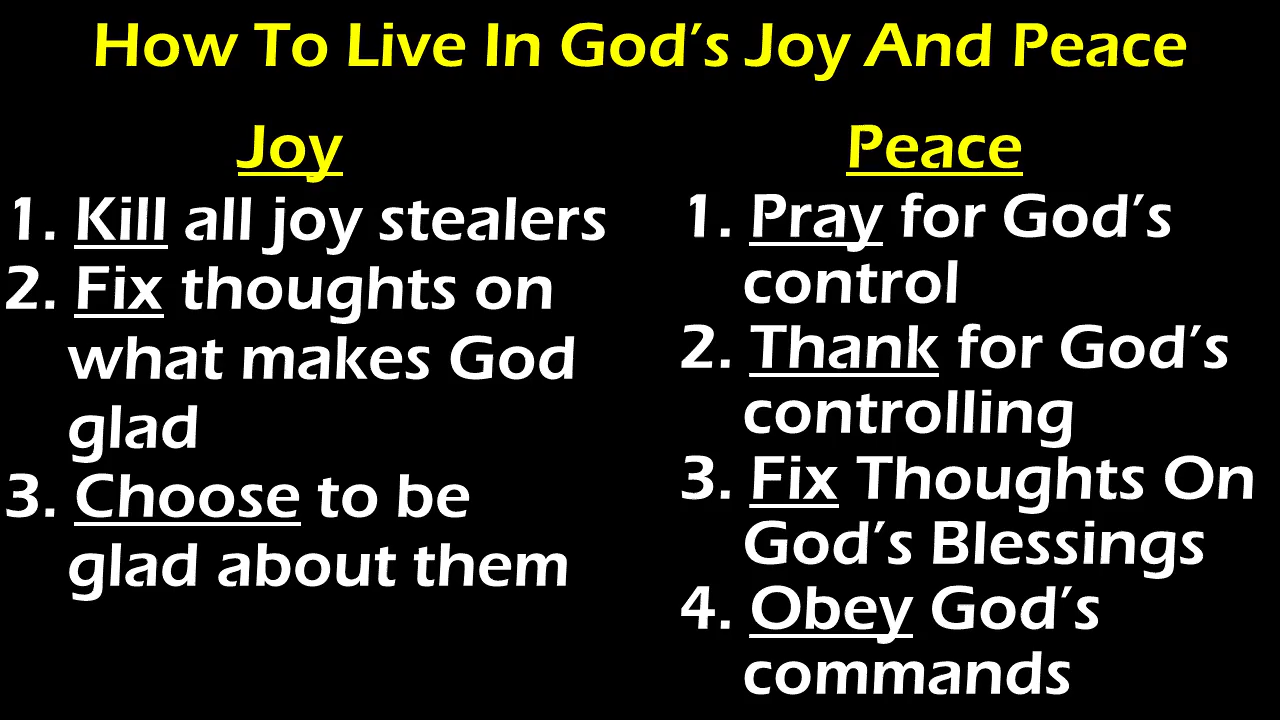 How To Live In God's Joy And Peace
Joy
1. Kill all joy stealers
2. Fix thoughts on
what makes God
glad
3. Choose to be
glad about them
Peace
1. Pray for God's
control
2. Thank for God's
controlling
3. Fix Thoughts On
God's Blessings
4. Obey God's
commands